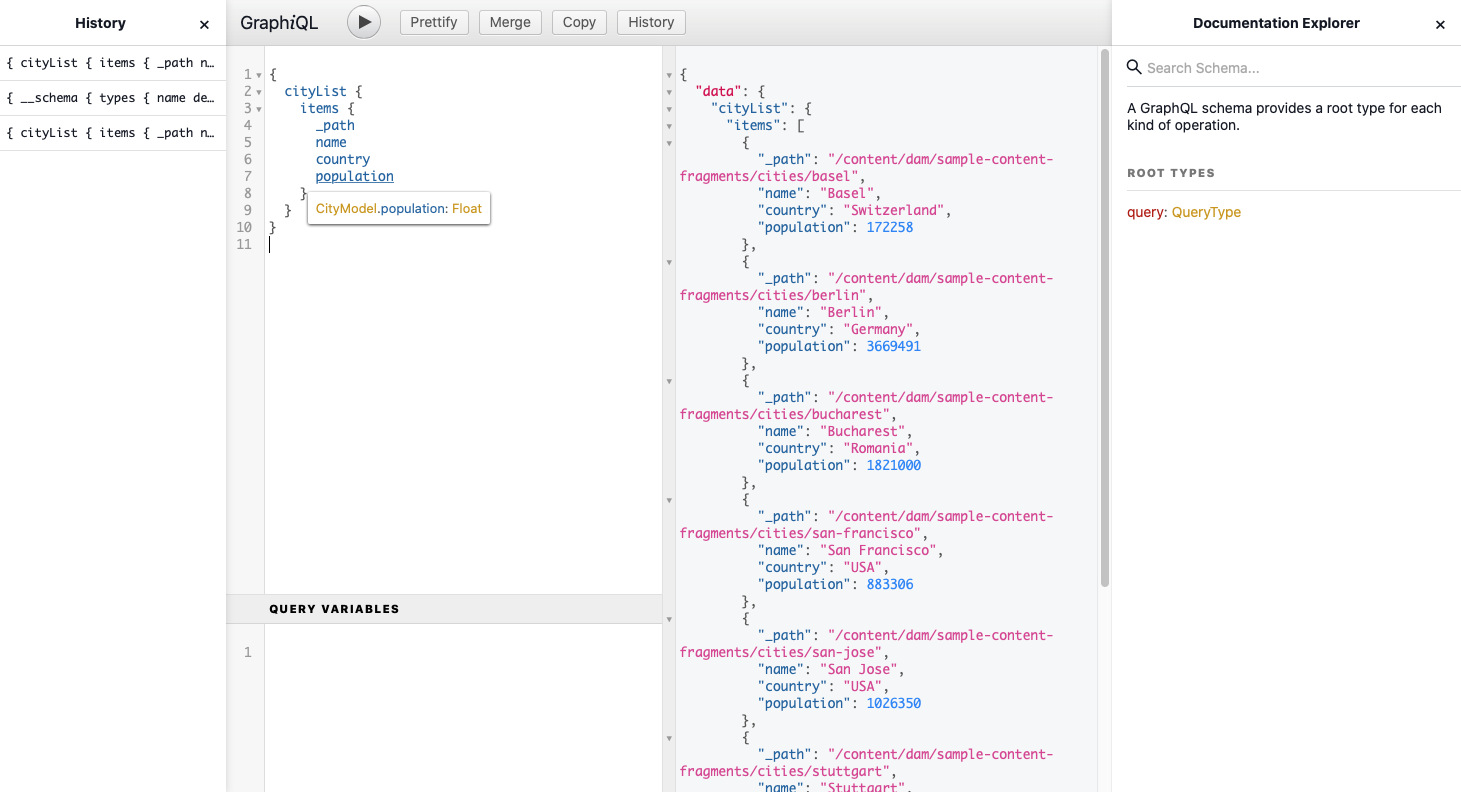 History ×
{ cityList { items { _path n…
{ __schema { types { name de…
{ cityList { items { _path n…
GraphiQL
Prettify
Merge
Copy
History
1 {
2 cityList {
3 items {
4 _path
5 name
6 country
7 population
8 }
9 }
10 }
11
CityModel.population: Float
QUERY VARIABLES
1
{
"data": {
"cityList": {
"items": [
{
"_path": "/content/dam/sample-content-
fragments/cities/basel",
"name": "Basel",
"country": "Switzerland",
"population": 172258
},
{
"_path": "/content/dam/sample-content-
fragments/cities/berlin",
"name": "Berlin",
"country": "Germany",
"population": 3669491
},
{
"_path": "/content/dam/sample-content-
fragments/cities/bucharest",
"name": "Bucharest",
"country": "Romania",
"population": 1821000
},
{
"_path": "/content/dam/sample-content-
fragments/cities/san-francisco",
"name": "San Francisco",
"country": "USA",
"population": 883306
},
{
"_path": "/content/dam/sample-content-
fragments/cities/san-jose",
"name": "San Jose",
"country": "USA",
"population": 1026350
},
{
"_path": "/content/dam/sample-content-
fragments/cities/stuttgart",
"name": "Stuttgart",
Documentation Explorer ×
Search Schema...
A GraphQL schema provides a root type for each
kind of operation.
ROOT TYPES
query: QueryType